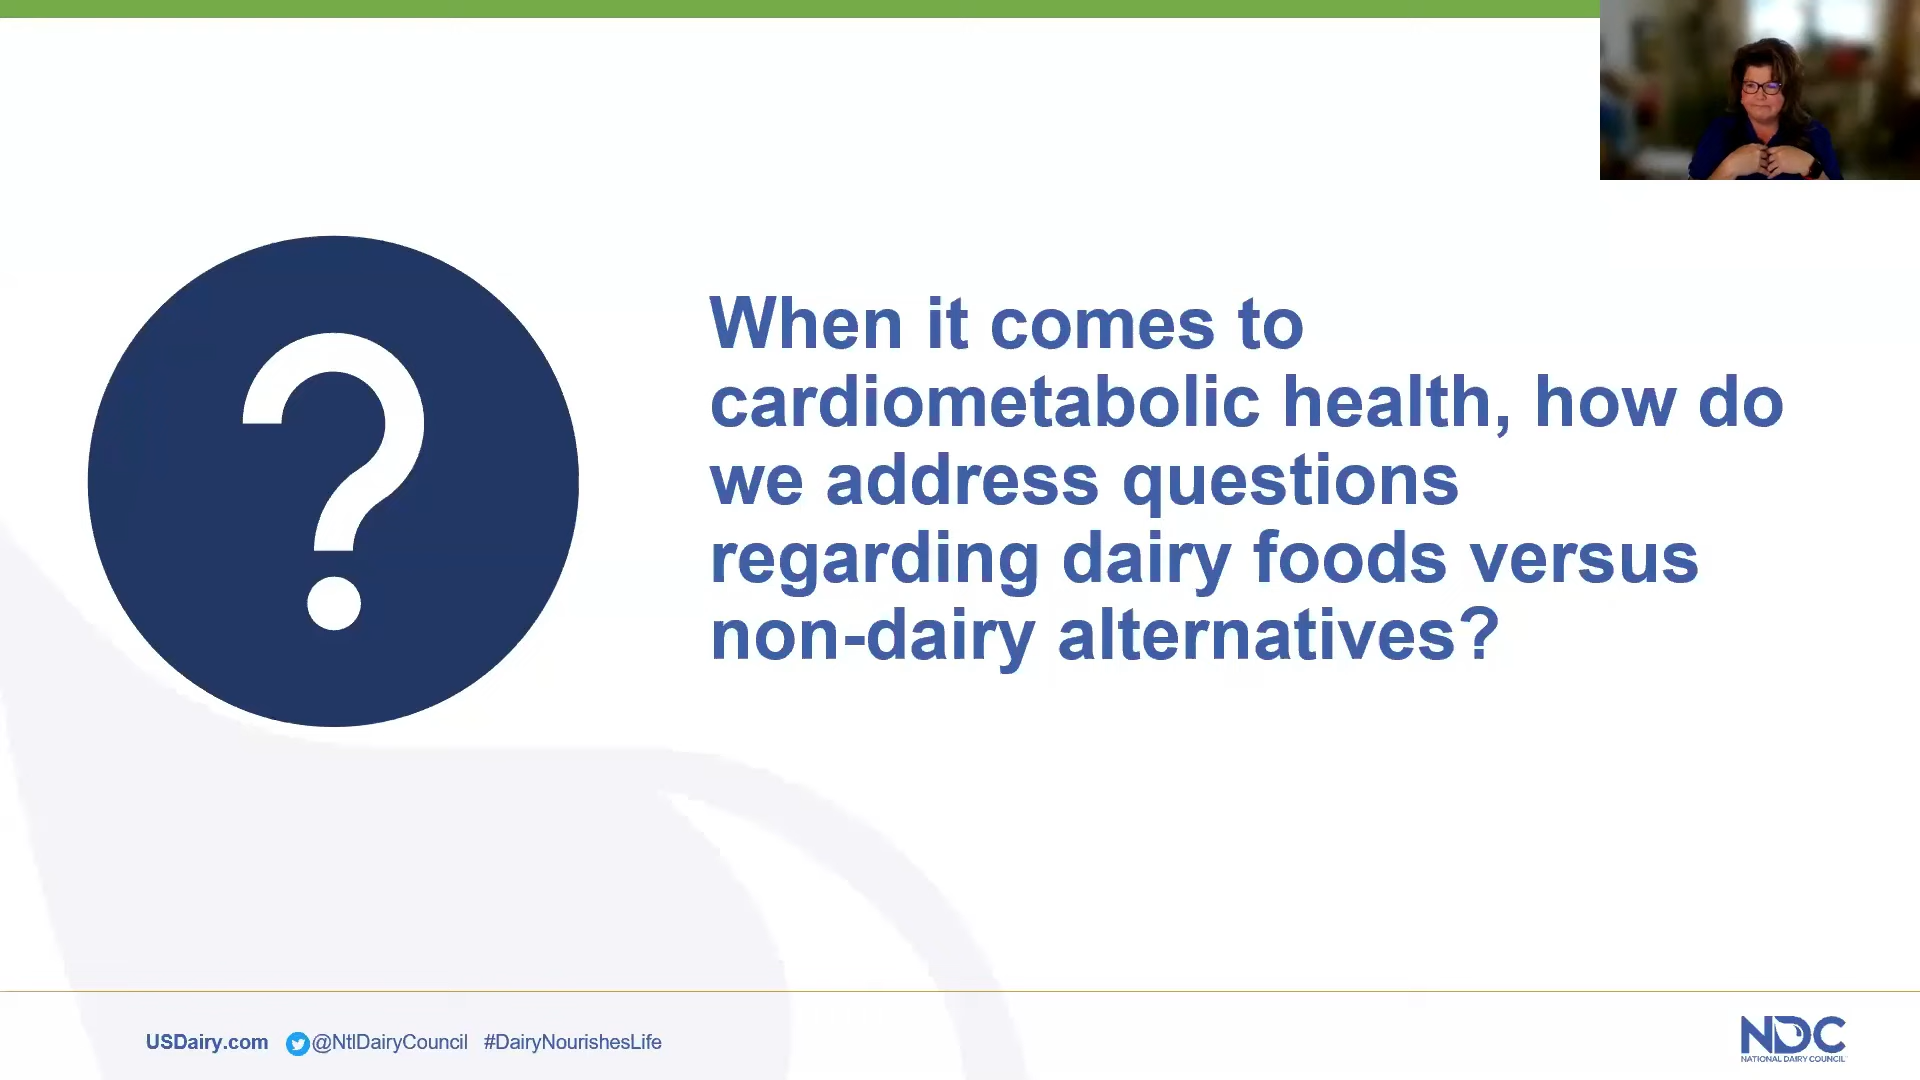 When it comes to
cardiometabolic health, how do
we address questions
regarding dairy foods versus
non-dairy alternatives?
?
USDairy.com @NtlDairyCouncil #DairyNourishesLife
NDC
NATIONAL DAIRY COUNCIL